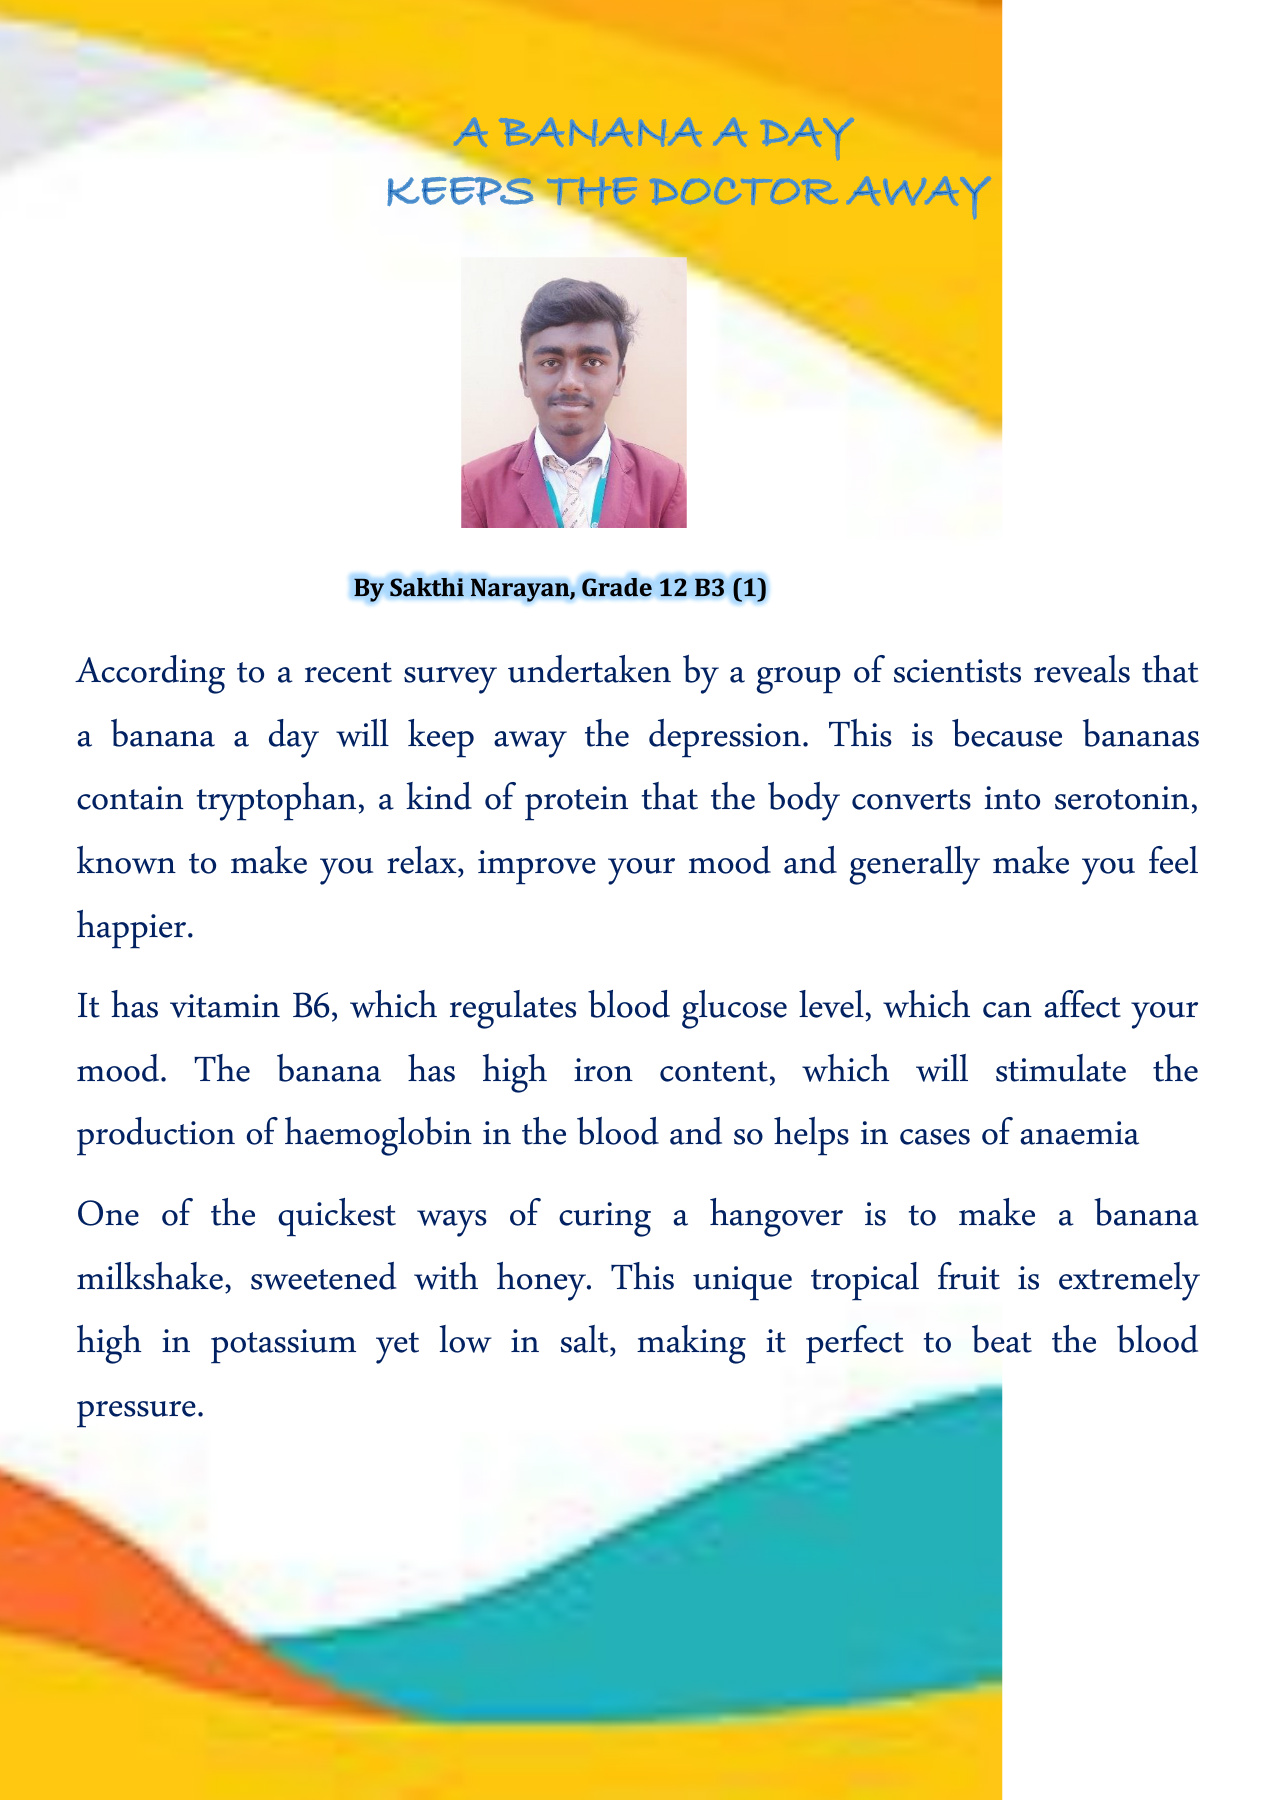 A BANANA A DAY
KEEPS THE DOCTOR AWAY
By Sakthi Narayan, Grade 12 B3 (1)
According to a recent survey undertaken by a group of scientists reveals that
a banana a day will keep away the depression. This is because bananas
contain tryptophan, a kind of protein that the body converts into serotonin,
known to make you relax, improve your mood and generally make you feel
happier.
It has vitamin B6, which regulates blood glucose level, which can affect your
mood. The banana has high iron content, which will stimulate the
production of haemoglobin in the blood and so helps in cases of anaemia
One of the quickest ways of curing a hangover is to make a banana
milkshake, sweetened with honey. This unique tropical fruit is extremely
high in potassium yet low in salt, making it perfect to beat the blood
pressure.